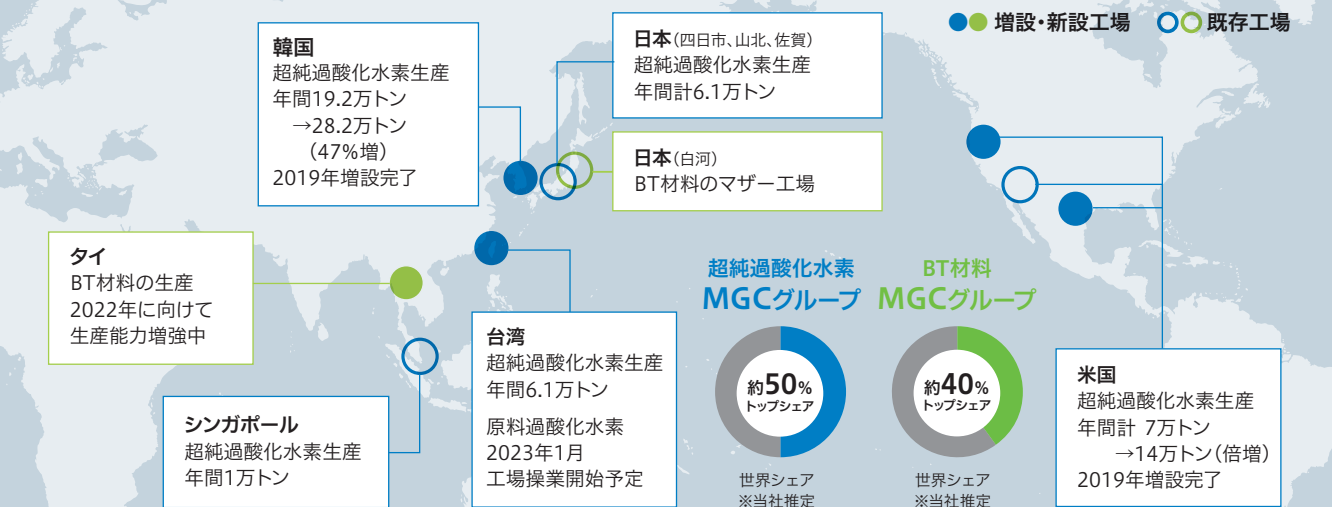 増設・新設工場 既存工場
韓国
超純過酸化水素生産
年間19.2万トン
→28.2万トン
（47％増）
2019年増設完了
日本（四日市、山北、佐賀）
超純過酸化水素生産
年間計6.1万トン
日本（白河）
BT材料のマザー工場
タイ
BT材料の生産
2022年に向けて
生産能力増強中
シンガポール
超純過酸化水素生産
年間1万トン
台湾
超純過酸化水素生産
年間6.1万トン
原料過酸化水素
2023年1月
工場操業開始予定
超純過酸化水素
MGCグループ
約50%
トップシェア
世界シェア
※当社推定
BT材料
MGCグループ
約40%
トップシェア
世界シェア
※当社推定
米国
超純過酸化水素生産
年間計 7万トン
→14万トン（倍増）
2019年増設完了